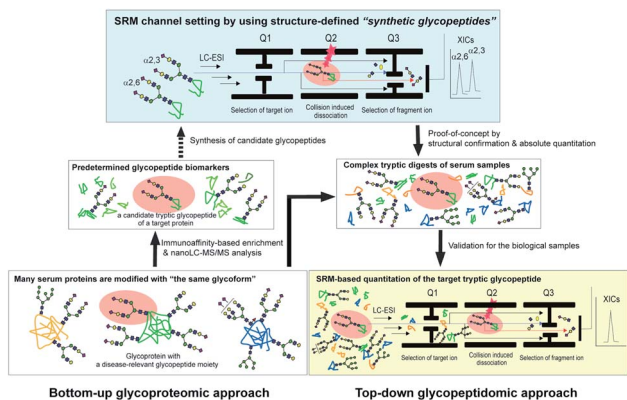 SRM channel setting by using structure-defined “synthetic glycopeptides”
Q1 Q2 Q3
XICs
α2,3
α2,6
LC-ESI
α2,3
α2,6
Selection of target ion
Collision induced
dissociation
Selection of fragment ion
Synthesis of candidate glycopeptides
Proof-of-concept by
structural confirmation & absolute quantitation
Predetermined glycopeptide biomarkers
a candidate tryptic glycopeptide
of a target protein
Complex tryptic digests of serum samples
Immunoaffinity-based enrichment
& nanoLC-MS/MS analysis
Validation for the biological samples
Many serum proteins are modified with “the same glycoform”
Glycoprotein with
a disease-relevant glycopeptide moiety
SRM-based quantitation of the target tryptic glycopeptide
Q1 Q2 Q3
LC-ESI
XICs
Selection of target ion
Collision induced
dissociation
Selection of fragment ion
Bottom-up glycoproteomic approach
Top-down glycopeptidomic approach